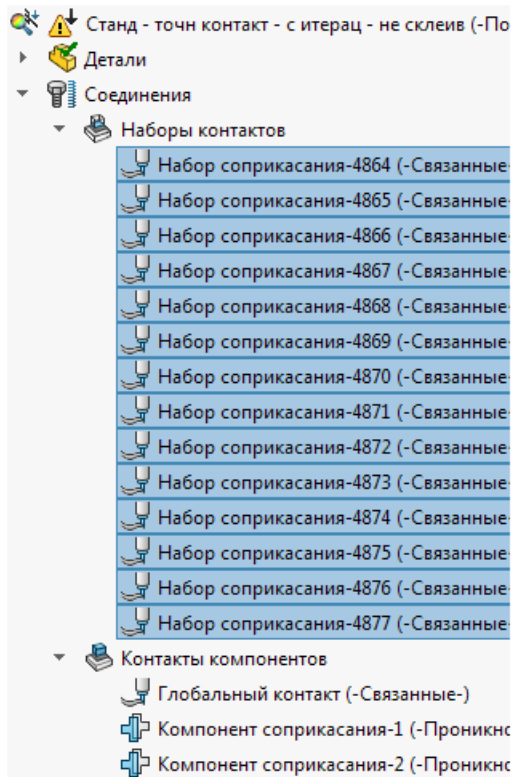 Станд - точн контакт - с итерац - не склеив (-По
Детали
Соединения
Наборы контактов
Набор соприкасания-4864 (-Связанные-
Набор соприкасания-4865 (-Связанные-
Набор соприкасания-4866 (-Связанные-
Набор соприкасания-4867 (-Связанные-
Набор соприкасания-4868 (-Связанные-
Набор соприкасания-4869 (-Связанные-
Набор соприкасания-4870 (-Связанные-
Набор соприкасания-4871 (-Связанные-
Набор соприкасания-4872 (-Связанные-
Набор соприкасания-4873 (-Связанные-
Набор соприкасания-4874 (-Связанные-
Набор соприкасания-4875 (-Связанные-
Набор соприкасания-4876 (-Связанные-
Набор соприкасания-4877 (-Связанные-
Контакты компонентов
Глобальный контакт (-Связанные-)
Компонент соприкасания-1 (-Проникно
Компонент соприкасания-2 (-Проникно